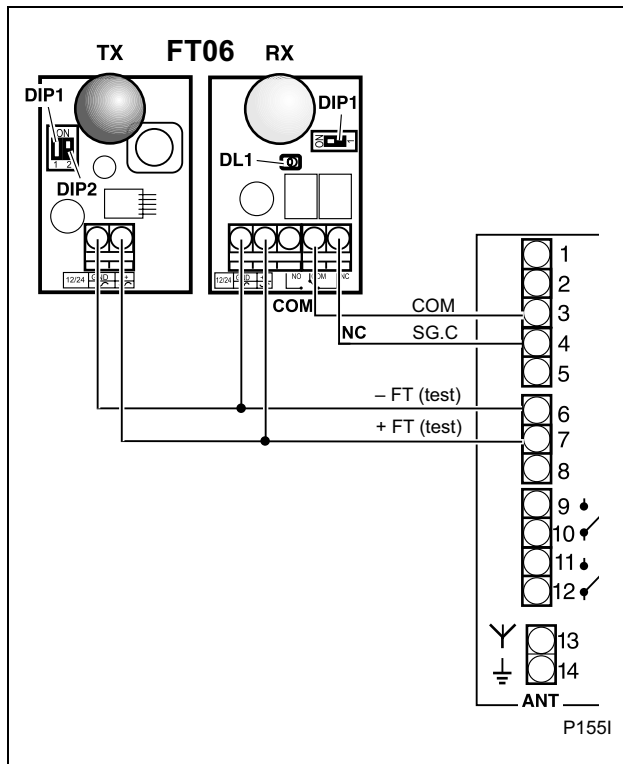 TX FT06 RX
DIP1
ON
1 2
DIP2
DIP1
ON
1
DL1
12/24 GND +
12/24 GND + NO COM NC
COM
NC
COM
SG.C
– FT (test)
+ FT (test)
1
2
3
4
5
6
7
8
9
10
11
12
13
14
ANT
P155I